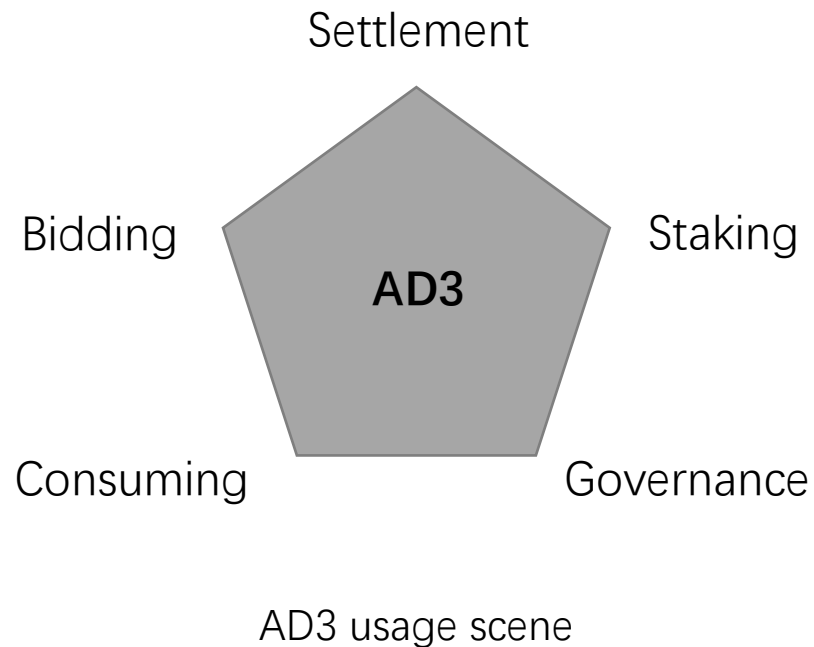 Settlement
Bidding
Staking
AD3
Consuming
Governance
AD3 usage scene